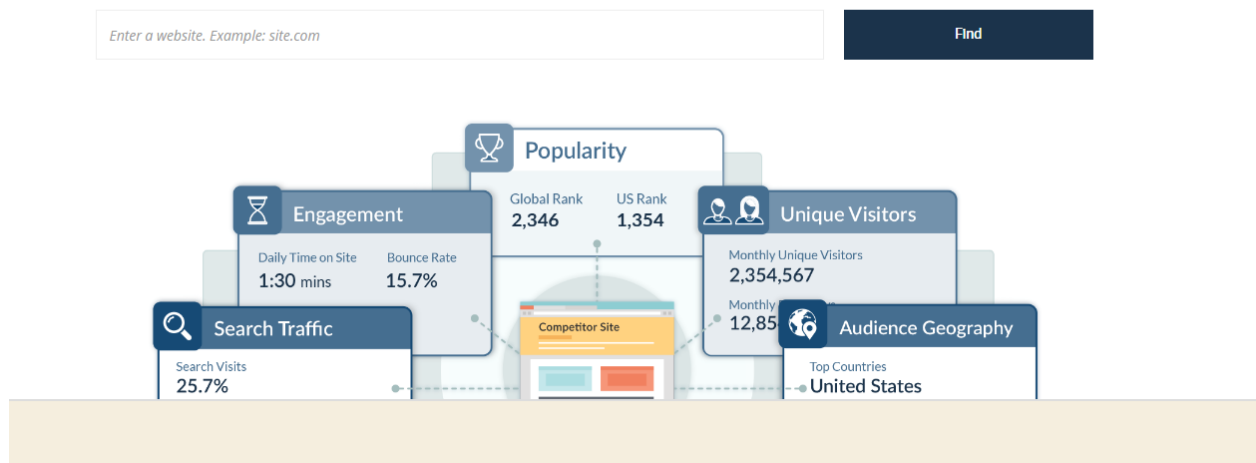 Enter a website. Example: site.com
Find
Popularity
Global Rank
US Rank
2,346
1,354
Engagement
Daily Time on Site
Bounce Rate
1:30 mins
15.7%
Unique Visitors
Monthly Unique Visitors
2,354,567
Monthly
12,85
Search Traffic
Search Visits
25.7%
Competitor Site
Audience Geography
Top Countries
United States